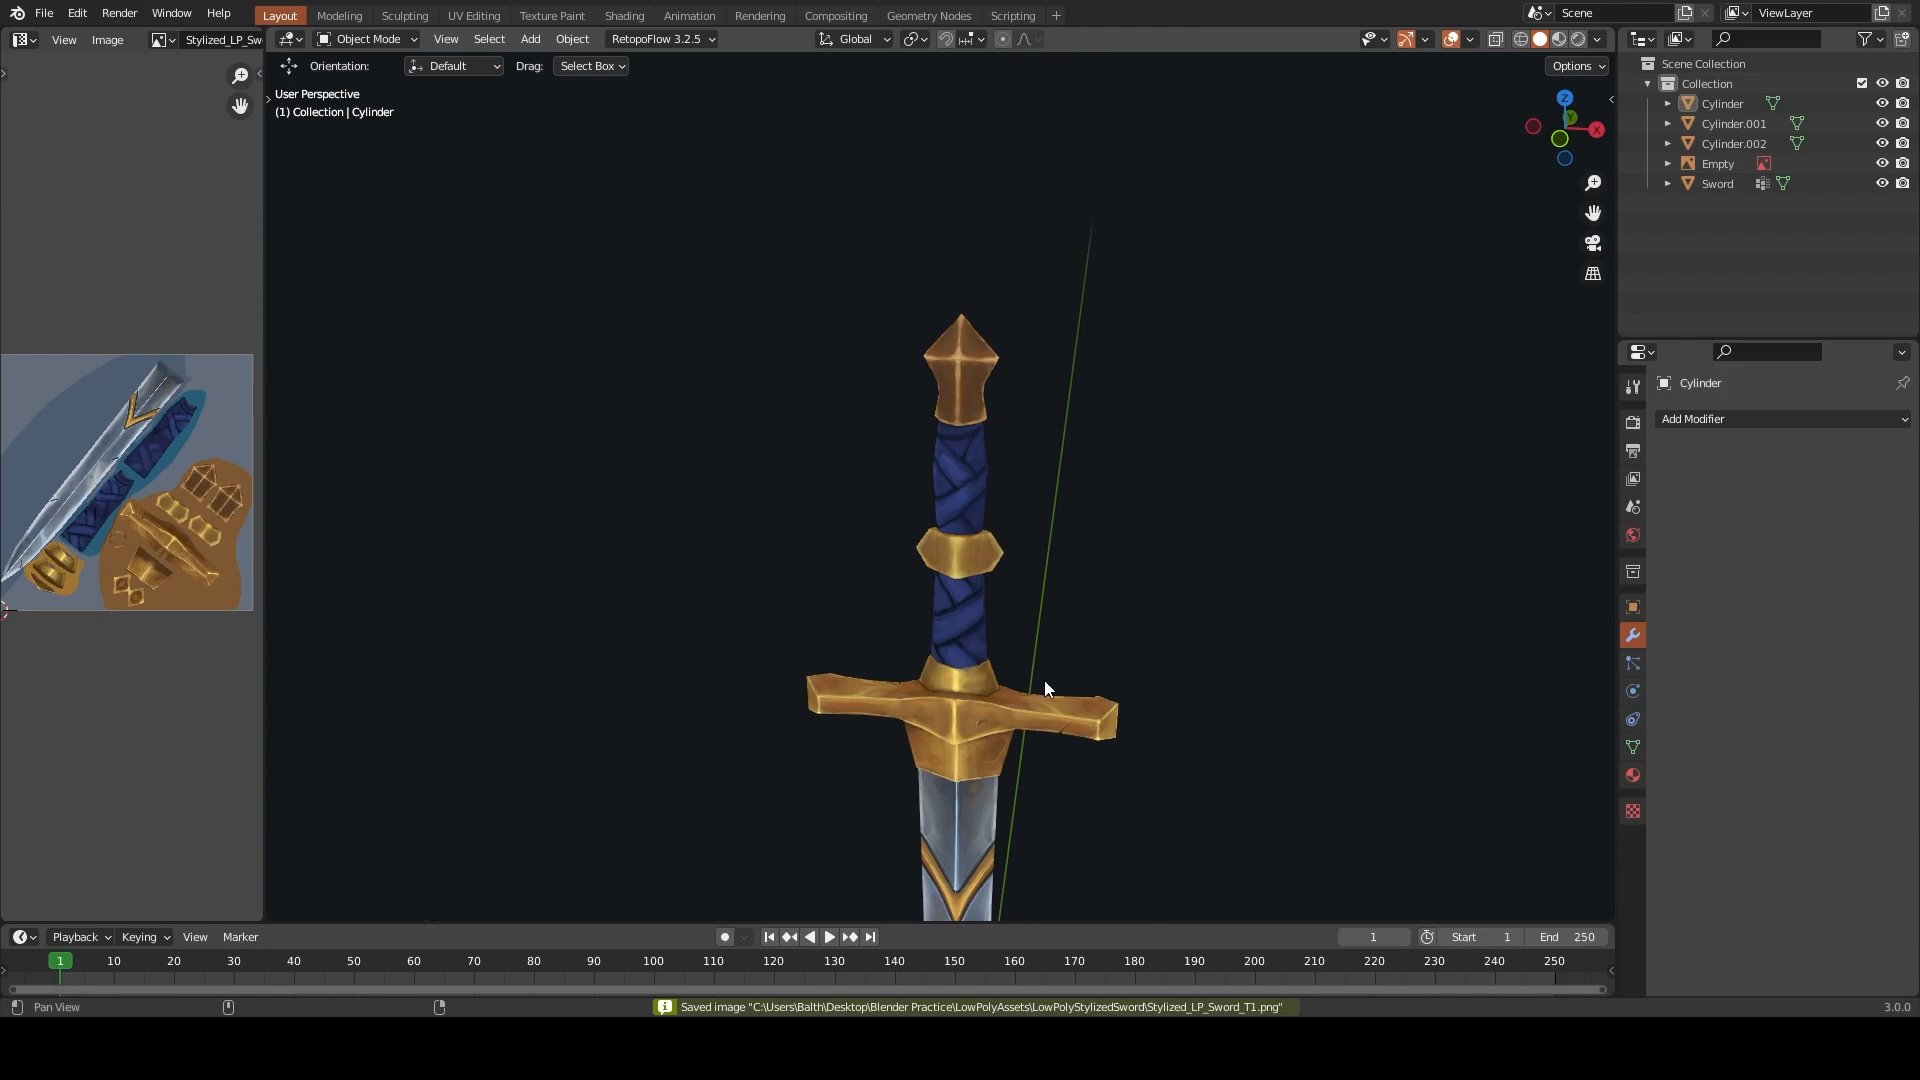 File Edit Render Window Help Layout Modeling Sculpting UV Editing Texture Paint Shading Animation Rendering Compositing Geometry Nodes Scripting + Scene ViewLayer
View Image Stylized_LP_Sw Object Mode View Select Add Object RetopoFlow 3.2.5 Global
Orientation: Default Drag: Select Box Options
User Perspective
(1) Collection | Cylinder
Z
Y
X
Scene Collection
Collection
Cylinder
Cylinder.001
Cylinder.002
Empty
Sword
Cylinder
Add Modifier
Playback Keying View Marker 1 Start 1 End 250
1 10 20 30 40 50 60 70 80 90 100 110 120 130 140 150 160 170 180 190 200 210 220 230 240 250
Pan View Saved image "C:\Users\Balth\Desktop\Blender Practice\LowPolyAssets\LowPolyStylizedSword\Stylized_LP_Sword_T1.png" 3.0.0